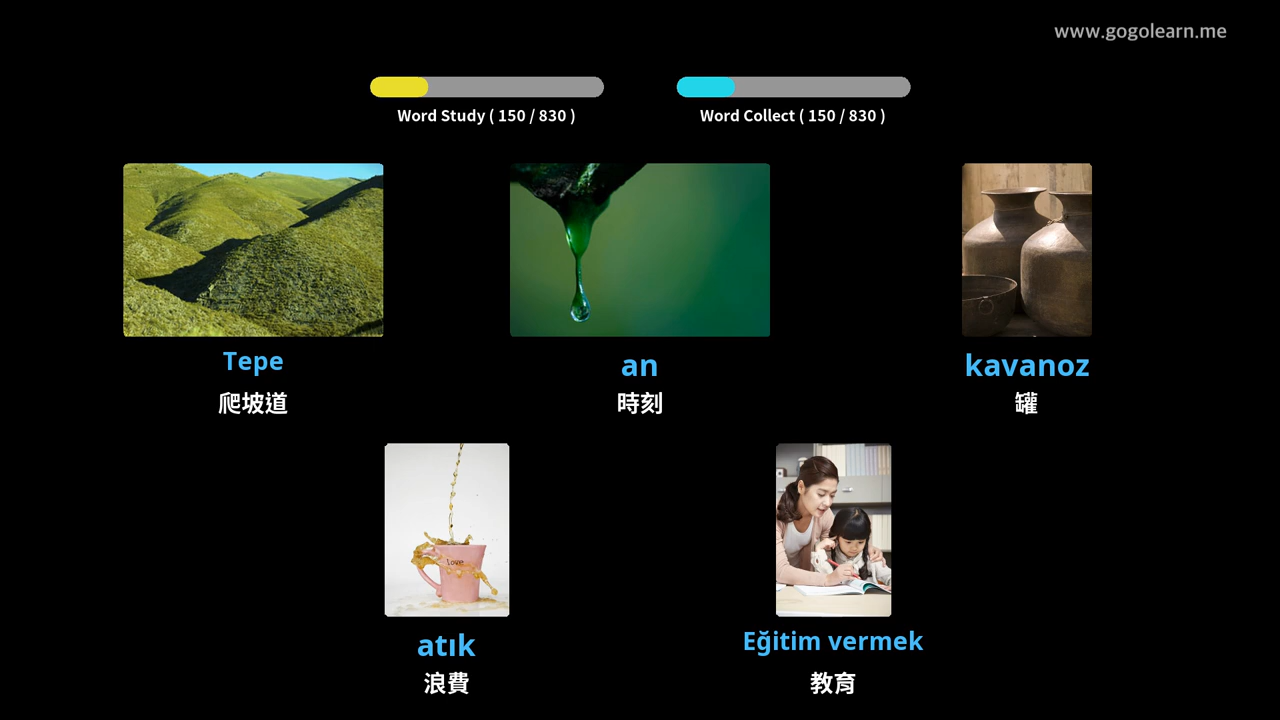 www.gogolearn.me
Word Study ( 150 / 830 )
Word Collect ( 150 / 830 )
Tepe
爬坡道
an
時刻
kavanoz
罐
love
atık
浪費
Eğitim vermek
教育